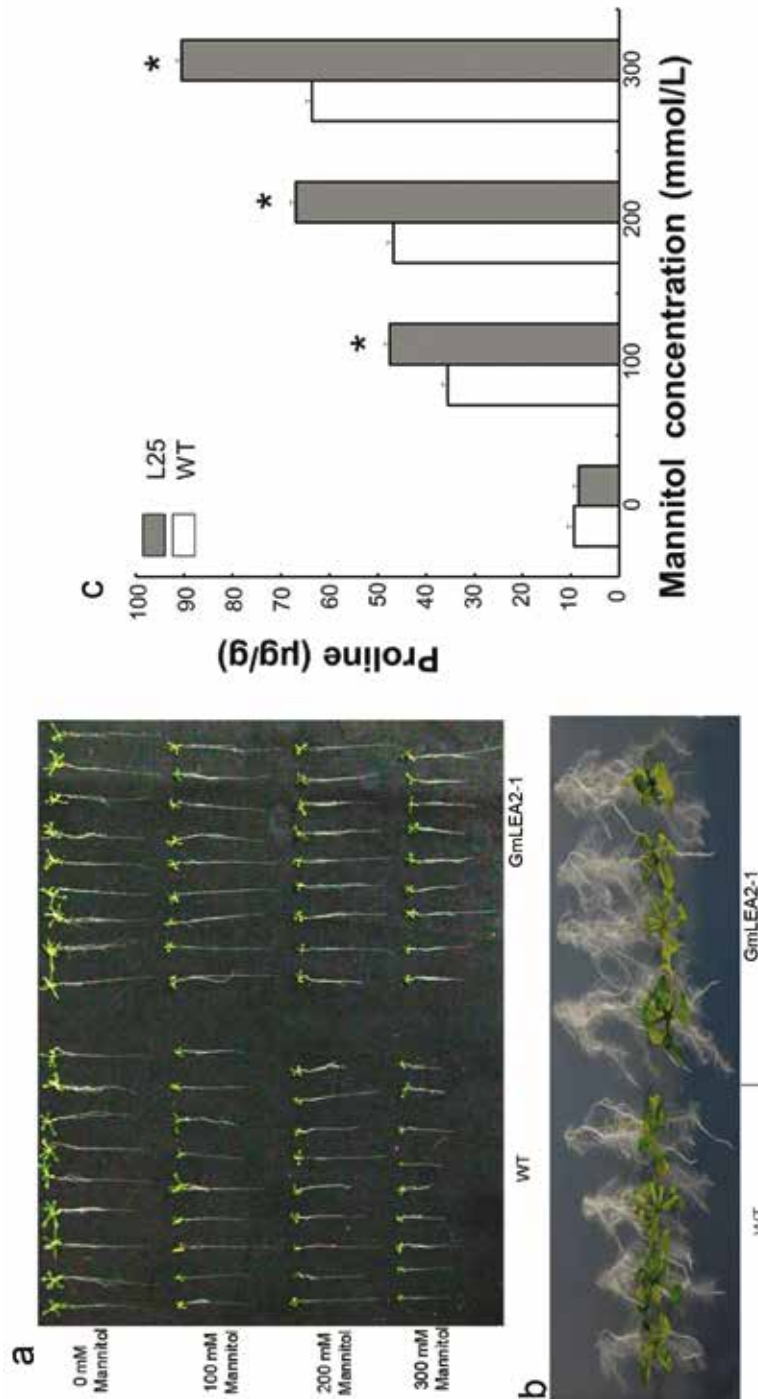 a
0 mM
Mannitol
100 mM
Mannitol
200 mM
Mannitol
300 mM
Mannitol
WT
GmLEA2-1
b
WT
GmLEA2-1
c
L25
WT
Proline (µg/g)
100
90
80
70
60
50
40
30
20
10
0
*
*
*
0
100
200
300
Mannitol concentration (mmol/L)